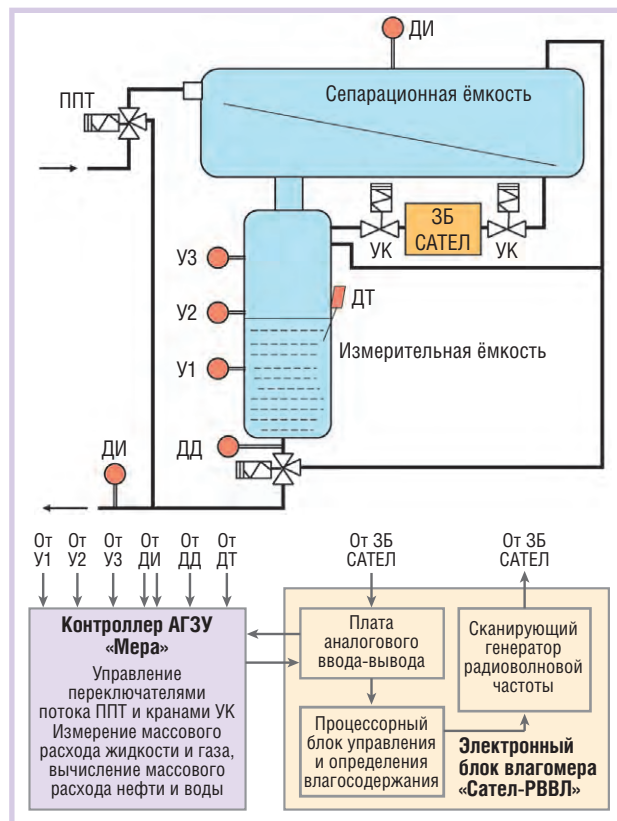 ДИ
Сепарационная ёмкость
ППТ
ЗБ
САТЕЛ
УК
УК
У3
ДТ
У2
Измерительная ёмкость
У1
ДД
ДИ
От
У1
От
У2
От
У3
От
ДИ
От
ДД
От
ДТ
От ЗБ
САТЕЛ
От ЗБ
САТЕЛ
Контроллер АГЗУ
«Мера»
Управление
переключателями
потока ППТ и кранами УК
Измерение массового
расхода жидкости и газа,
вычисление массового
расхода нефти и воды
Плата
аналогового
ввода-вывода
Сканирующий
генератор
радиоволновой
частоты
Процессорный
блок управления
и определения
влагосодержания
Электронный
блок влагомера
«Сател-РВВЛ»